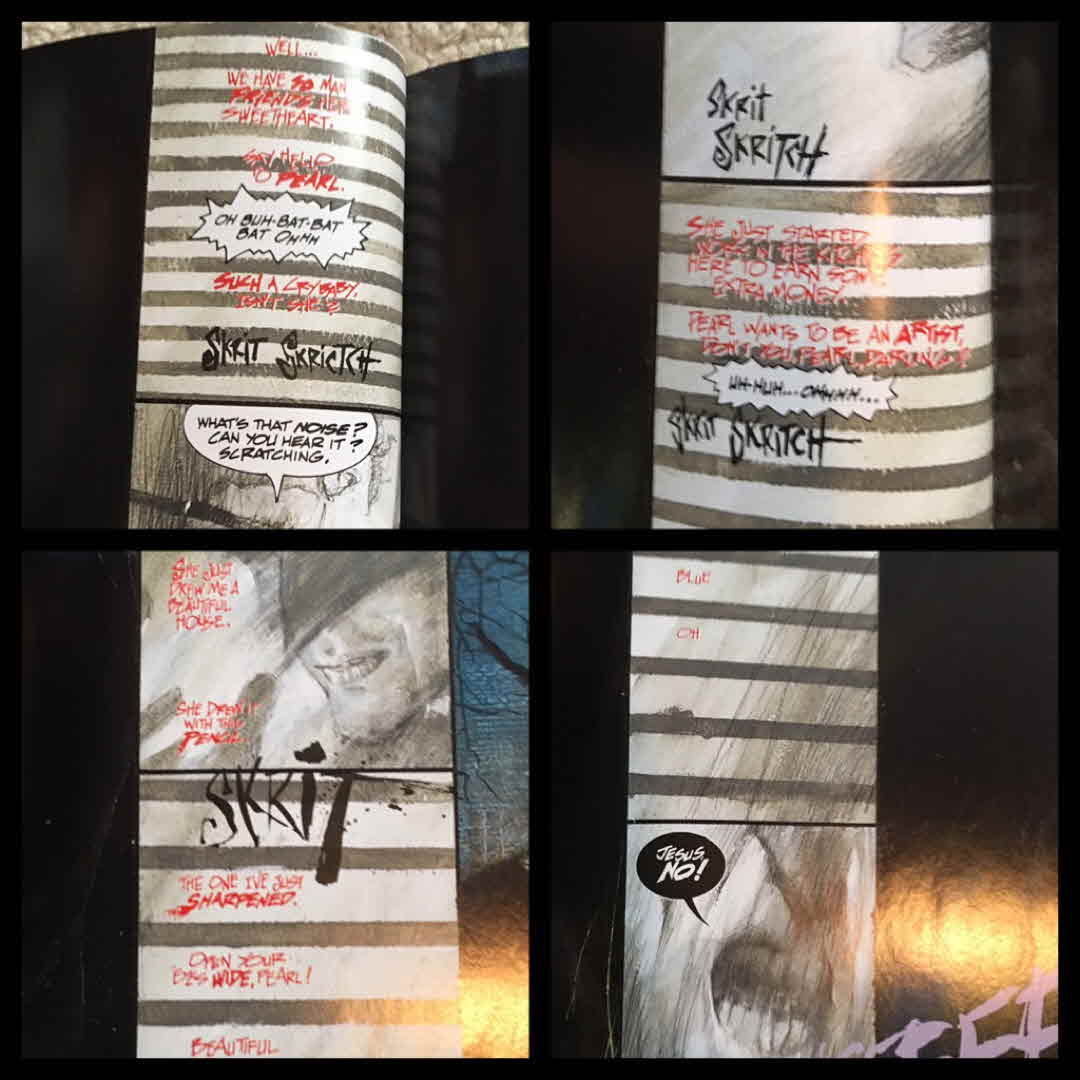 WELL...
WE HAVE SO MAN
FRIENDS HERE
SWEETHEART.
SAY HELLO
TO PEARL.
OH BUH-BAT-BAT
BAT OHHH
SUCH A CRYBABY,
ISN'T SHE?
SKRIT SKRICTCH
WHAT'S THAT NOISE?
CAN YOU HEAR IT?
SCRATCHING.
SKRIT
SKRITCH
SHE JUST STARTED
IN THE
HERE TO EARN SOME
EXTRA MONEY.
PEARL WANTS TO BE AN ARTIST,
DON'T YOU, PEARL, DARLING?
UH-HUH... OHHHH...
SKRIT SKRITCH
SHE JUST
DREW ME A
BEAUTIFUL
HOUSE.
SHE DREW IT
WITH THIS
PENCIL.
SKRIT
THE ONE I'VE JUST
SHARPENED.
OPEN YOUR
EYES WIDE, PEARL!
BEAUTIFUL
BLUE
OH
JESUS,
NO!